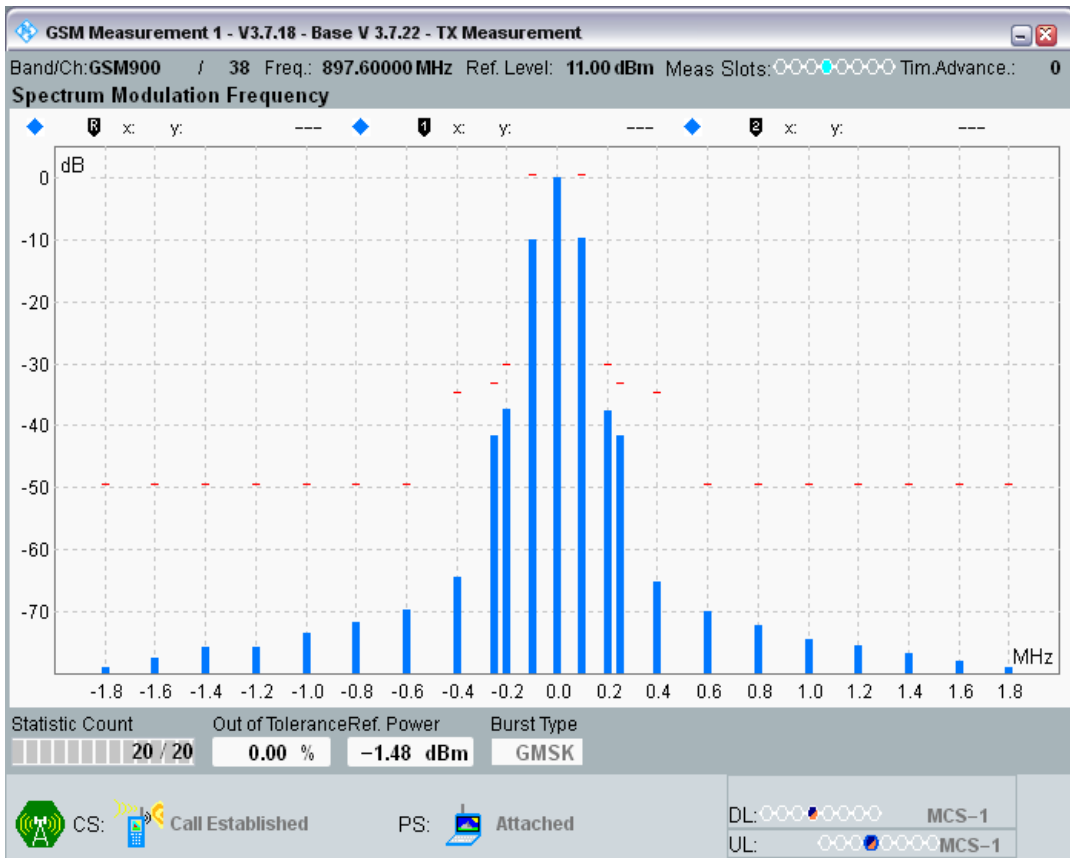 GSM Measurement 1 - V3.7.18 - Base V 3.7.22 - TX Measurement
Band/Ch:GSM900 / 38 Freq.: 897.60000 MHz Ref. Level: 11.00 dBm Meas Slots: Tim.Advance.: 0
Spectrum Modulation Frequency
R x: y: --- 1 x: y: --- 2 x: y: ---
dB
0
-10
-20
-30
-40
-50
-60
-70
MHz
-1.8 -1.6 -1.4 -1.2 -1.0 -0.8 -0.6 -0.4 -0.2 0.0 0.2 0.4 0.6 0.8 1.0 1.2 1.4 1.6 1.8
Statistic Count Out of Tolerance Ref. Power Burst Type
20 / 20 0.00 % −1.48 dBm GMSK
CS: Call Established PS: Attached
DL: MCS−1
UL: MCS−1